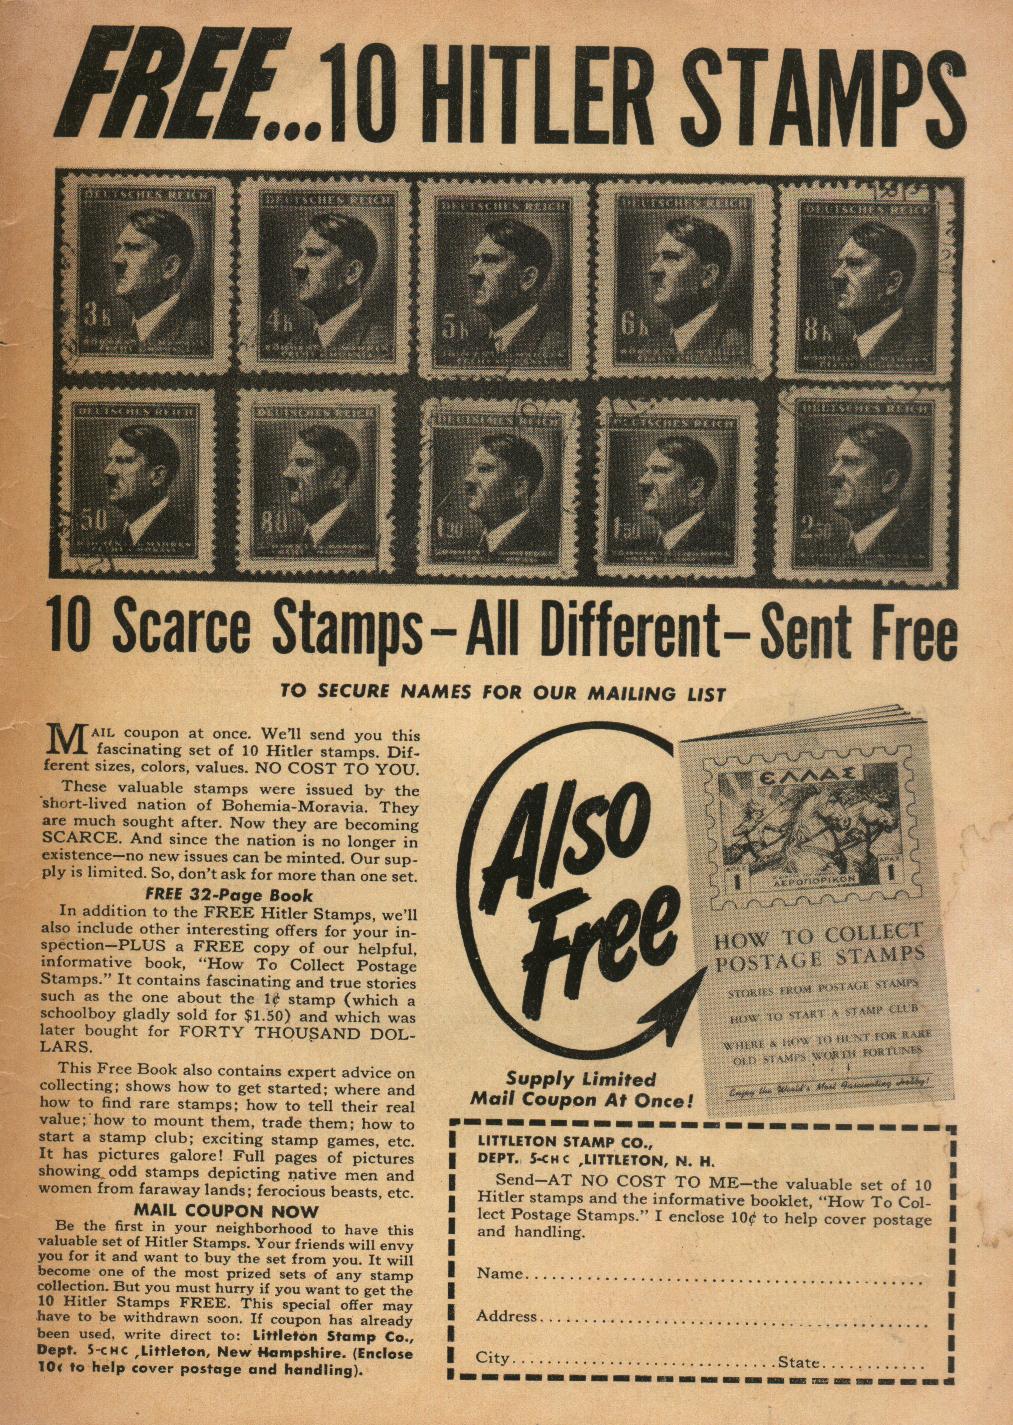 FREE...10 HITLER STAMPS
DEUTSCHES REICH
3h
DEUTSCHES REICH
4h
DEUTSCHES REICH
5h
DEUTSCHES REICH
6h
DEUTSCHES REICH
8h
DEUTSCHES REICH
50
DEUTSCHES REICH
80
DEUTSCHES REICH
1.20
DEUTSCHES REICH
1.50
DEUTSCHES REICH
2.50
10 Scarce Stamps – All Different – Sent Free
TO SECURE NAMES FOR OUR MAILING LIST
MAIL coupon at once. We'll send you this
fascinating set of 10 Hitler stamps. Dif-
ferent sizes, colors, values. NO COST TO YOU.
These valuable stamps were issued by the
short-lived nation of Bohemia-Moravia. They
are much sought after. Now they are becoming
SCARCE. And since the nation is no longer in
existence—no new issues can be minted. Our sup-
ply is limited. So, don't ask for more than one set.
FREE 32-Page Book
In addition to the FREE Hitler Stamps, we'll
also include other interesting offers for your in-
spection—PLUS a FREE copy of our helpful,
informative book, "How To Collect Postage
Stamps." It contains fascinating and true stories
such as the one about the 1¢ stamp (which a
schoolboy gladly sold for $1.50) and which was
later bought for FORTY THOUSAND DOL-
LARS.
This Free Book also contains expert advice on
collecting; shows how to get started; where and
how to find rare stamps; how to tell their real
value; how to mount them, trade them; how to
start a stamp club; exciting stamp games, etc.
It has pictures galore! Full pages of pictures
showing odd stamps depicting native men and
women from faraway lands; ferocious beasts, etc.
MAIL COUPON NOW
Be the first in your neighborhood to have this
valuable set of Hitler Stamps. Your friends will envy
you for it and want to buy the set from you. It will
become one of the most prized sets of any stamp
collection. But you must hurry if you want to get the
10 Hitler Stamps FREE. This special offer may
have to be withdrawn soon. If coupon has already
been used, write direct to: Littleton Stamp Co.,
Dept. 5-CHC ,Littleton, New Hampshire. (Enclose
10¢ to help cover postage and handling).
Also
Free
ΕΛΛΑΣ
ΔΡΑΧ
1
ΔΡΑΧ
1
ΑΕΡΟΠΟΡΙΚΟΝ
HOW TO COLLECT
POSTAGE STAMPS
STORIES FROM POSTAGE STAMPS
HOW TO START A STAMP CLUB
WHERE & HOW TO HUNT FOR RARE
OLD STAMPS WORTH FORTUNES
Enjoy the World's Most Fascinating Hobby!
Supply Limited
Mail Coupon At Once!
LITTLETON STAMP CO.,
DEPT. 5-CHC ,LITTLETON, N. H.
Send—AT NO COST TO ME—the valuable set of 10
Hitler stamps and the informative booklet, "How To Col-
lect Postage Stamps." I enclose 10¢ to help cover postage
and handling.
Name
Address
City State